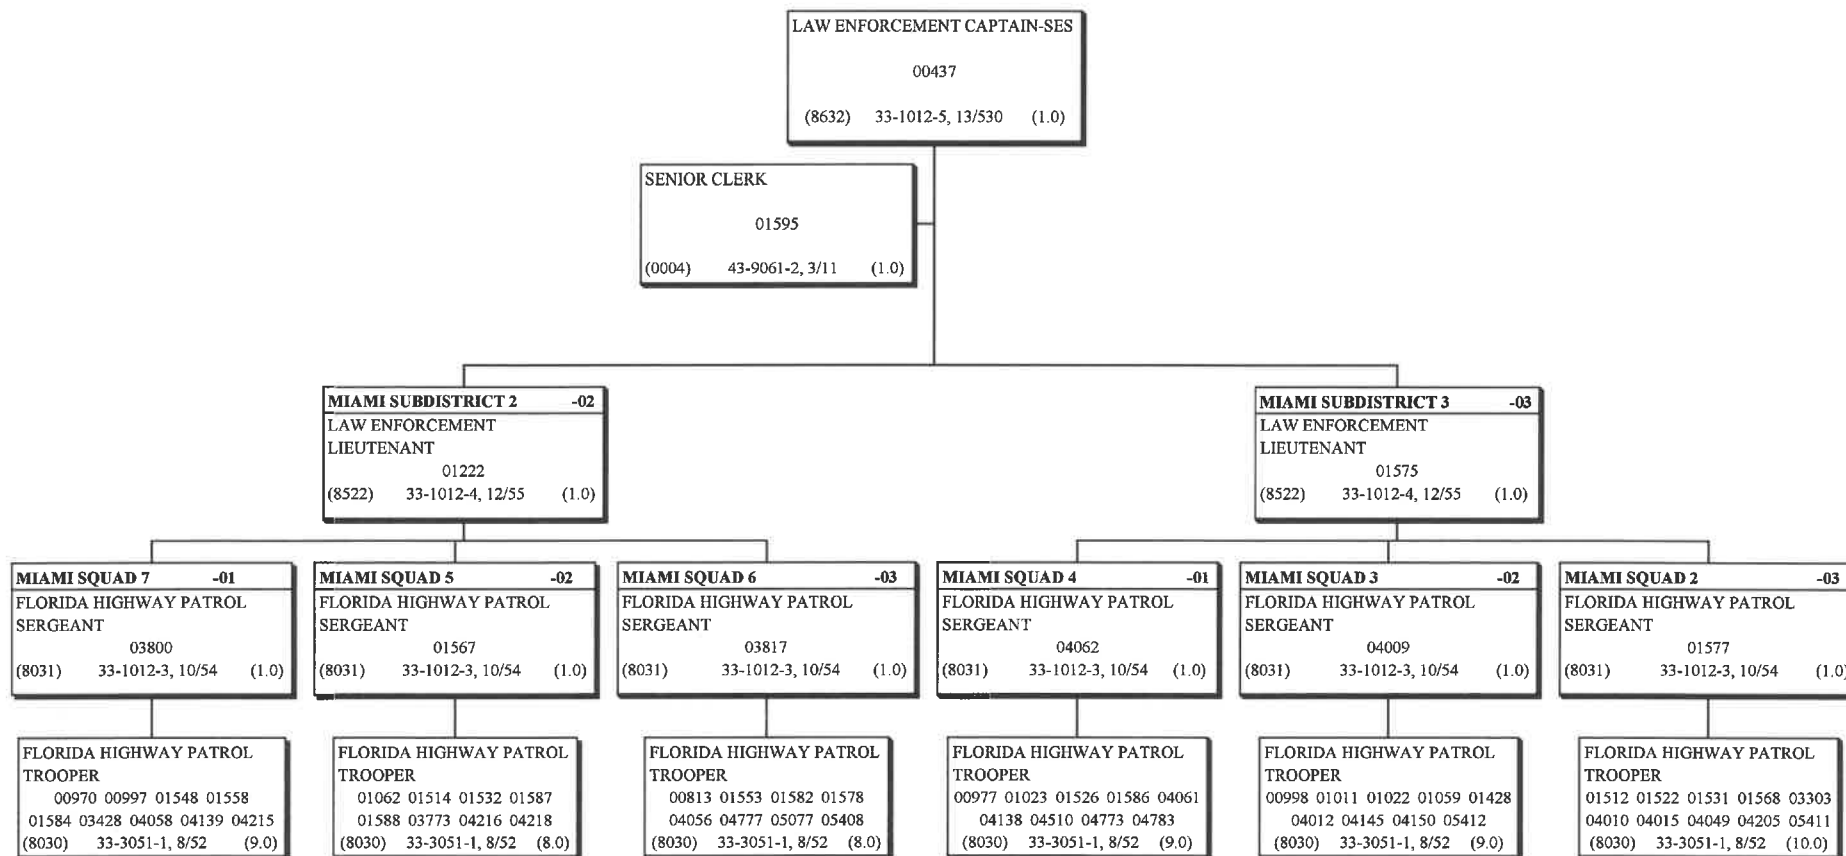 LAW ENFORCEMENT CAPTAIN-SES
00437
(8632) 33-1012-5, 13/530 (1.0)
SENIOR CLERK
01595
(0004) 43-9061-2, 3/11 (1.0)
MIAMI SUBDISTRICT 2 -02
LAW ENFORCEMENT
LIEUTENANT
01222
(8522) 33-1012-4, 12/55 (1.0)
MIAMI SUBDISTRICT 3 -03
LAW ENFORCEMENT
LIEUTENANT
01575
(8522) 33-1012-4, 12/55 (1.0)
MIAMI SQUAD 7 -01
FLORIDA HIGHWAY PATROL
SERGEANT
03800
(8031) 33-1012-3, 10/54 (1.0)
MIAMI SQUAD 5 -02
FLORIDA HIGHWAY PATROL
SERGEANT
01567
(8031) 33-1012-3, 10/54 (1.0)
MIAMI SQUAD 6 -03
FLORIDA HIGHWAY PATROL
SERGEANT
03817
(8031) 33-1012-3, 10/54 (1.0)
MIAMI SQUAD 4 -01
FLORIDA HIGHWAY PATROL
SERGEANT
04062
(8031) 33-1012-3, 10/54 (1.0)
MIAMI SQUAD 3 -02
FLORIDA HIGHWAY PATROL
SERGEANT
04009
(8031) 33-1012-3, 10/54 (1.0)
MIAMI SQUAD 2 -03
FLORIDA HIGHWAY PATROL
SERGEANT
01577
(8031) 33-1012-3, 10/54 (1.0)
FLORIDA HIGHWAY PATROL
TROOPER
00970 00997 01548 01558
01584 03428 04058 04139 04215
(8030) 33-3051-1, 8/52 (9.0)
FLORIDA HIGHWAY PATROL
TROOPER
01062 01514 01532 01587
01588 03773 04216 04218
(8030) 33-3051-1, 8/52 (8.0)
FLORIDA HIGHWAY PATROL
TROOPER
00813 01553 01582 01578
04056 04777 05077 05408
(8030) 33-3051-1, 8/52 (8.0)
FLORIDA HIGHWAY PATROL
TROOPER
00977 01023 01526 01586 04061
04138 04510 04773 04783
(8030) 33-3051-1, 8/52 (9.0)
FLORIDA HIGHWAY PATROL
TROOPER
00998 01011 01022 01059 01428
04012 04145 04150 05412
(8030) 33-3051-1, 8/52 (9.0)
FLORIDA HIGHWAY PATROL
TROOPER
01512 01522 01531 01568 03303
04010 04015 04049 04205 05411
(8030) 33-3051-1, 8/52 (10.0)